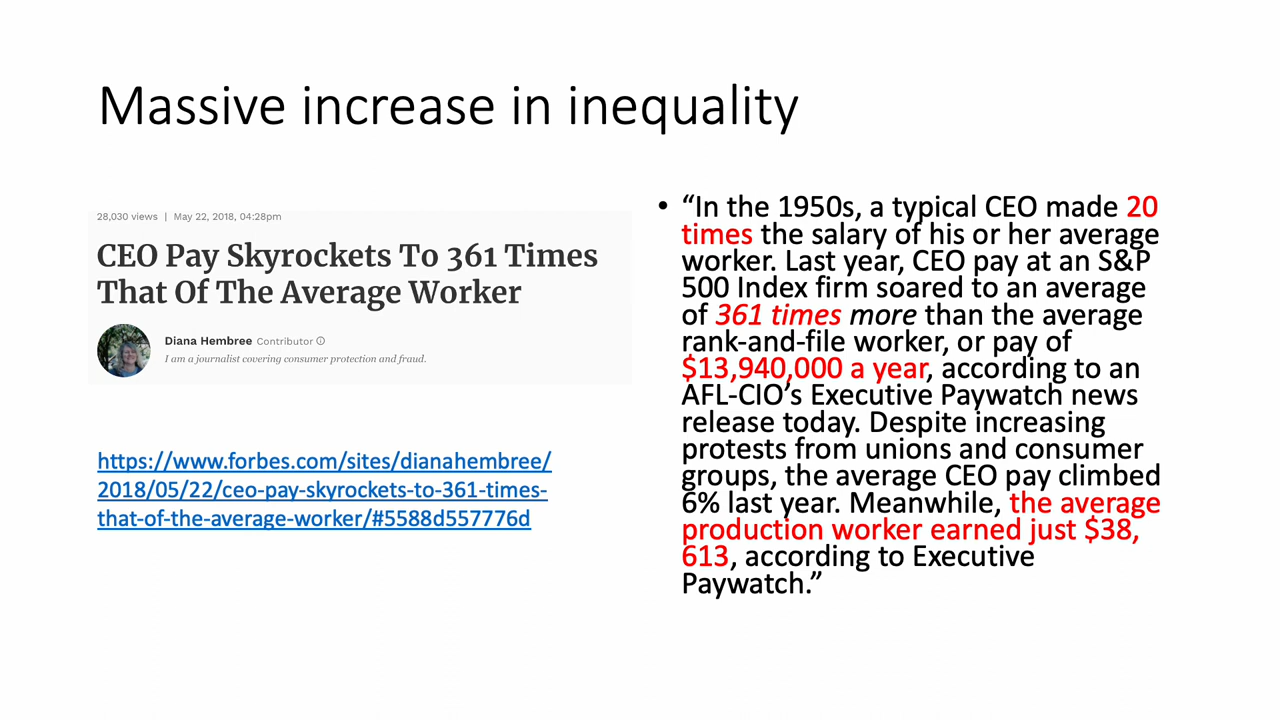 Massive increase in inequality
28,030 views | May 22, 2018, 04:28pm
CEO Pay Skyrockets To 361 Times
That Of The Average Worker
Diana Hembree Contributor
I am a journalist covering consumer protection and fraud.
https://www.forbes.com/sites/dianahembree/
2018/05/22/ceo-pay-skyrockets-to-361-times-
that-of-the-average-worker/#5588d557776d
• “In the 1950s, a typical CEO made 20
times the salary of his or her average
worker. Last year, CEO pay at an S&P
500 Index firm soared to an average
of 361 times more than the average
rank-and-file worker, or pay of
$13,940,000 a year, according to an
AFL-CIO’s Executive Paywatch news
release today. Despite increasing
protests from unions and consumer
groups, the average CEO pay climbed
6% last year. Meanwhile, the average
production worker earned just $38,
613, according to Executive
Paywatch.”